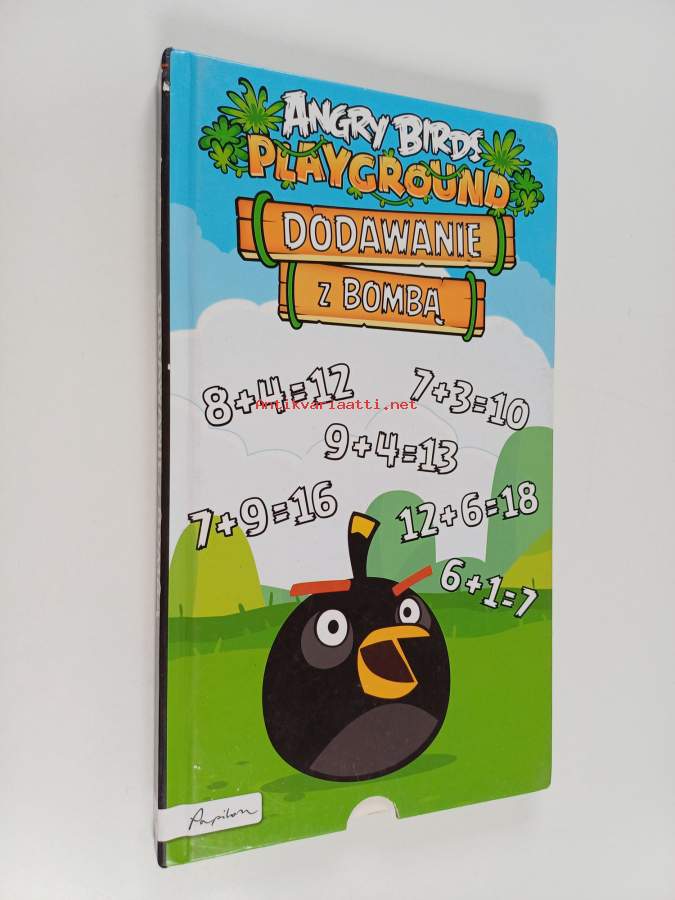 ANGRY BIRDS
PLAYGROUND
DODAWANIE
Z BOMBĄ
8+4=12
7+3=10
Antikvariaatti.net
9+4=13
7+9=16
12+6=18
6+1=7
Papilon